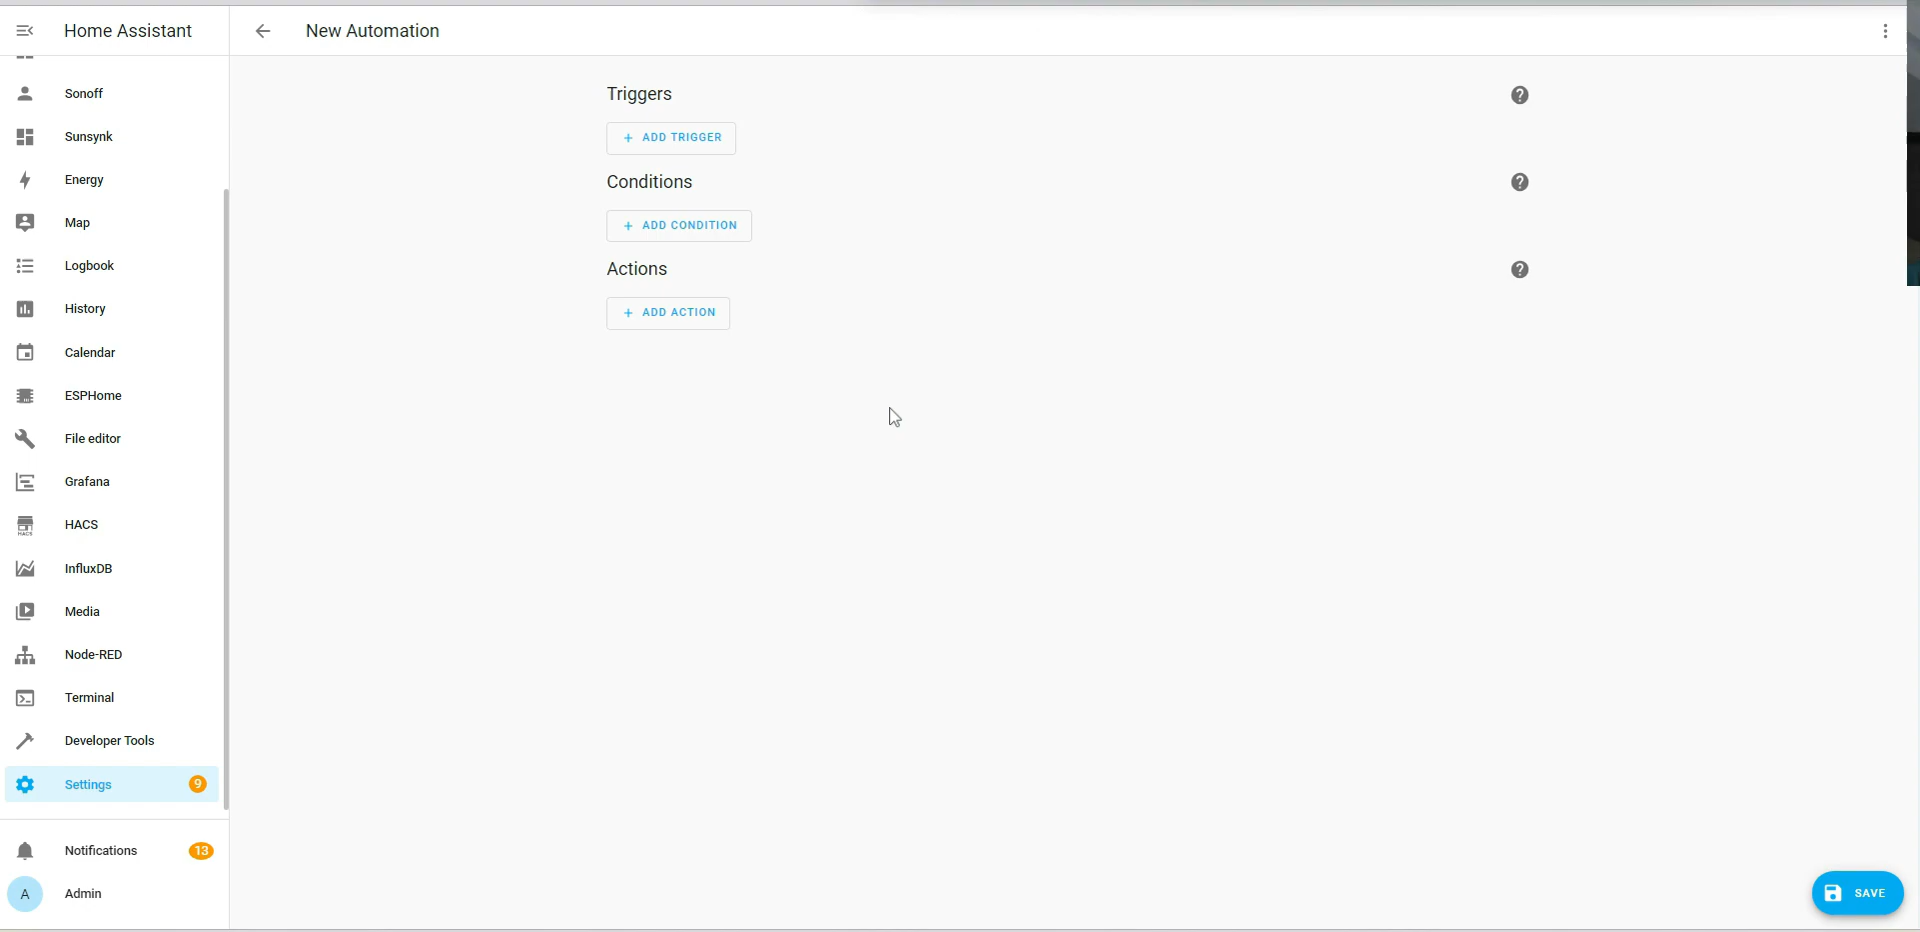 Home Assistant
New Automation
Sonoff
Sunsynk
Energy
Map
Logbook
History
Calendar
ESPHome
File editor
Grafana
HACS
HACS
InfluxDB
Media
Node-RED
Terminal
Developer Tools
Settings 9
Notifications 13
A Admin
Triggers
+ ADD TRIGGER
Conditions
+ ADD CONDITION
Actions
+ ADD ACTION
SAVE